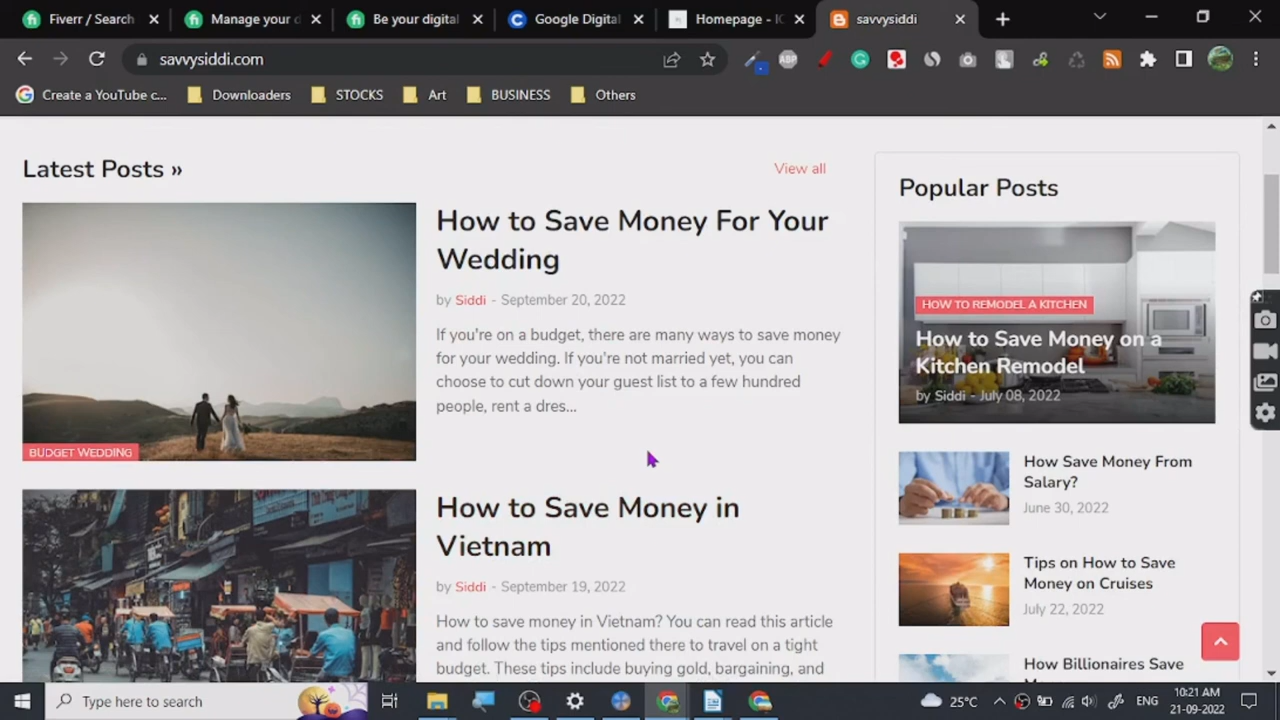 Fiverr / Search
Manage your d
Be your digital
Google Digital
Homepage - IC
savvysiddi
savvysiddi.com
Create a YouTube c...
Downloaders
STOCKS
Art
BUSINESS
Others
Latest Posts »
View all
How to Save Money For Your
Wedding
by Siddi - September 20, 2022
If you're on a budget, there are many ways to save money
for your wedding. If you're not married yet, you can
choose to cut down your guest list to a few hundred
people, rent a dres...
BUDGET WEDDING
How to Save Money in
Vietnam
by Siddi - September 19, 2022
How to save money in Vietnam? You can read this article
and follow the tips mentioned there to travel on a tight
budget. These tips include buying gold, bargaining, and
Popular Posts
HOW TO REMODEL A KITCHEN
How to Save Money on a
Kitchen Remodel
by Siddi - July 08, 2022
How Save Money From
Salary?
June 30, 2022
Tips on How to Save
Money on Cruises
July 22, 2022
How Billionaires Save
Type here to search
25°C
ENG
10:21 AM
21-09-2022